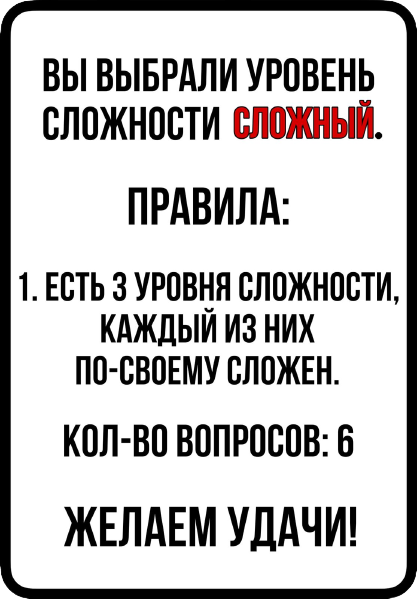 ВЫ ВЫБРАЛИ УРОВЕНЬ
СЛОЖНОСТИ СЛОЖНЫЙ.
ПРАВИЛА:
1. ЕСТЬ 3 УРОВНЯ СЛОЖНОСТИ,
КАЖДЫЙ ИЗ НИХ
ПО-СВОЕМУ СЛОЖЕН.
КОЛ-ВО ВОПРОСОВ: 6
ЖЕЛАЕМ УДАЧИ!